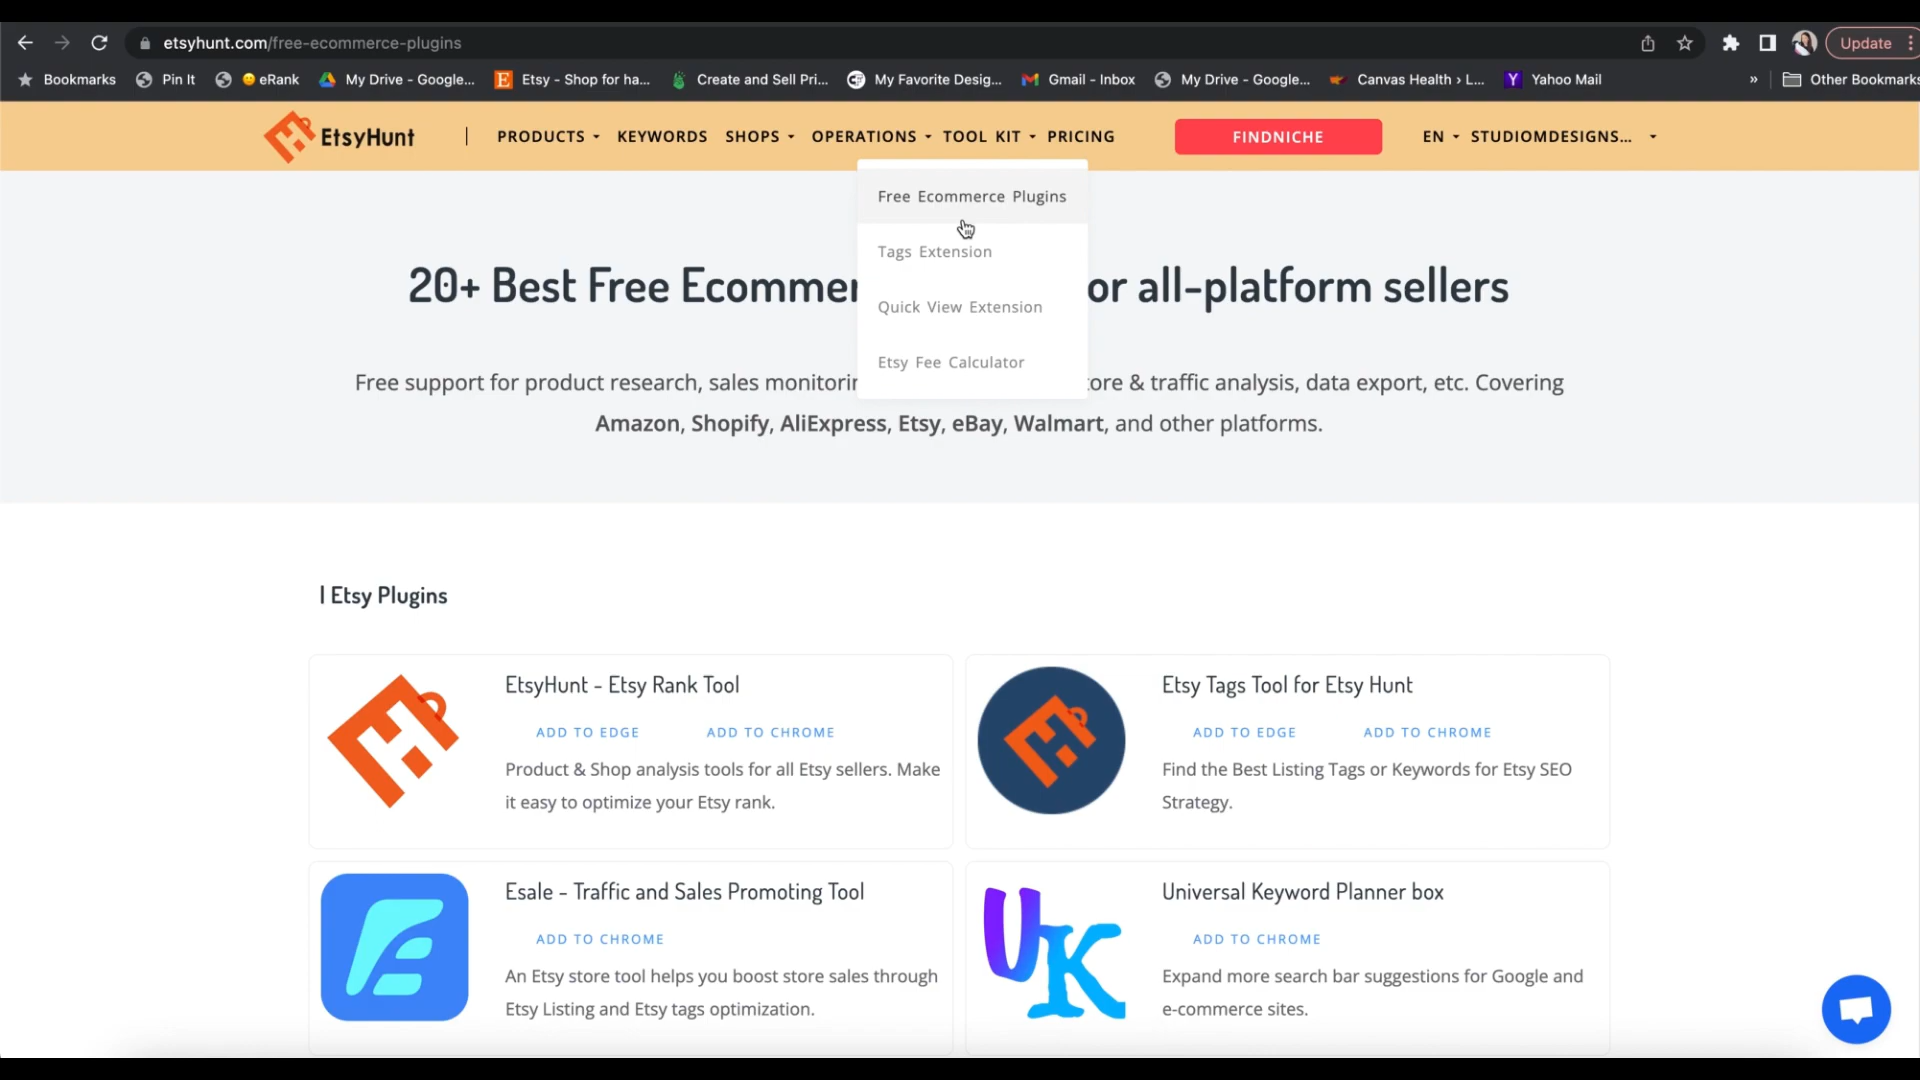 etsyhunt.com/free-ecommerce-plugins
Update
Bookmarks Pin It eRank My Drive - Google... Etsy - Shop for ha... Create and Sell Pri... My Favorite Desig... Gmail - Inbox My Drive - Google... Canvas Health › L... Yahoo Mail » Other Bookmarks
EtsyHunt | PRODUCTS KEYWORDS SHOPS OPERATIONS TOOL KIT PRICING FINDNICHE EN STUDIOMDESIGNS...
Free Ecommerce Plugins
Tags Extension
Quick View Extension
Etsy Fee Calculator
20+ Best Free Ecommer or all-platform sellers
Free support for product research, sales monitorin ore & traffic analysis, data export, etc. Covering
Amazon, Shopify, AliExpress, Etsy, eBay, Walmart, and other platforms.
| Etsy Plugins
EtsyHunt - Etsy Rank Tool
ADD TO EDGE ADD TO CHROME
Product & Shop analysis tools for all Etsy sellers. Make
it easy to optimize your Etsy rank.
Etsy Tags Tool for Etsy Hunt
ADD TO EDGE ADD TO CHROME
Find the Best Listing Tags or Keywords for Etsy SEO
Strategy.
Esale - Traffic and Sales Promoting Tool
ADD TO CHROME
An Etsy store tool helps you boost store sales through
Etsy Listing and Etsy tags optimization.
UK
Universal Keyword Planner box
ADD TO CHROME
Expand more search bar suggestions for Google and
e-commerce sites.